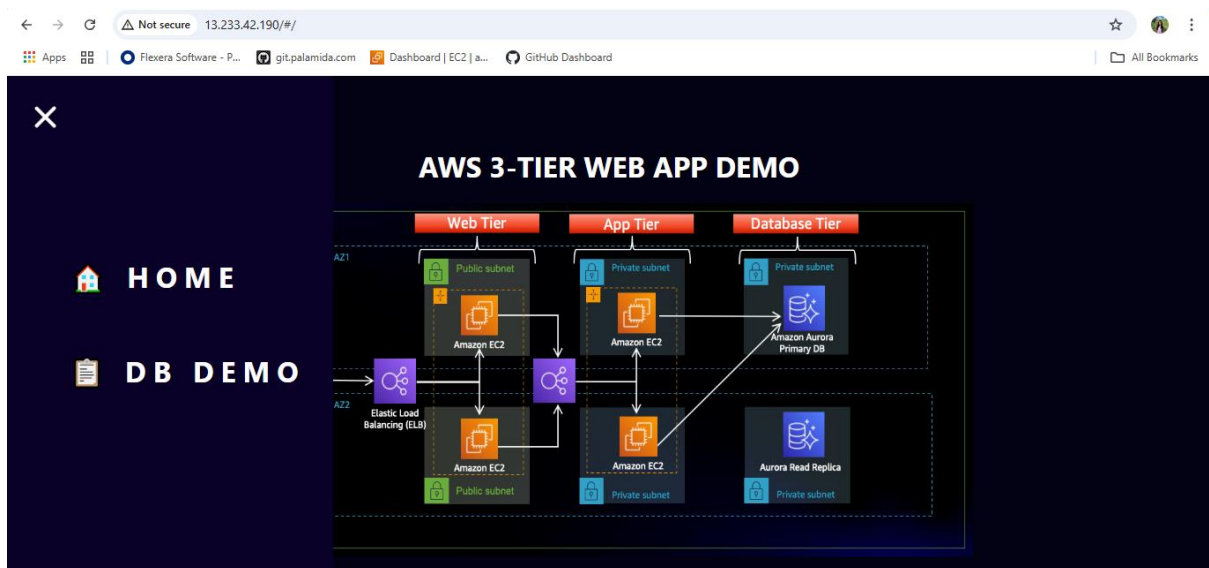 Not secure 13.233.42.190/#/
Apps Flexera Software - P... git.palamida.com Dashboard | EC2 | a... GitHub Dashboard All Bookmarks
AWS 3-TIER WEB APP DEMO
HOME
DB DEMO
Web Tier App Tier Database Tier
AZ1
Public subnet Private subnet Private subnet
Amazon EC2 Amazon EC2 Amazon Aurora
Primary DB
AZ2
Elastic Load
Balancing (ELB)
Amazon EC2 Amazon EC2 Aurora Read Replica
Public subnet Private subnet Private subnet